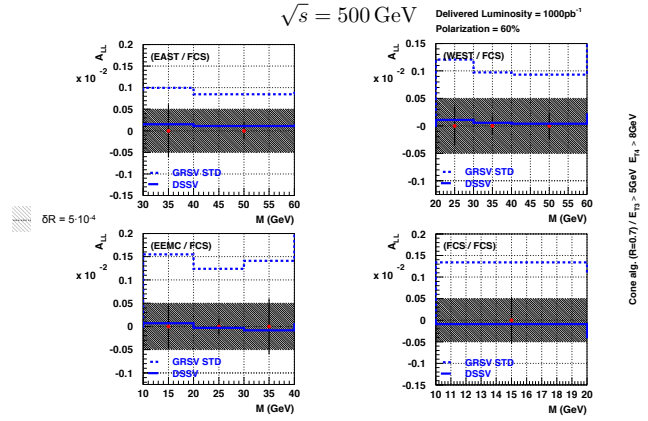 √s = 500 GeV
Delivered Luminosity = 1000pb⁻¹
Polarization = 60%
A_LL
x 10⁻²
(EAST / FCS)
0.2
0.15
0.1
0.05
0
-0.05
-0.1
-0.15
GRSV STD
DSSV
30 35 40 45 50 55 60
M (GeV)
A_LL
x 10⁻²
(WEST / FCS)
0.15
0.1
0.05
-0
-0.05
-0.1
GRSV STD
DSSV
20 25 30 35 40 45 50 55 60
M (GeV)
δR = 5·10⁻⁴
A_LL
x 10⁻²
(EEMC / FCS)
0.2
0.15
0.1
0.05
0
-0.05
-0.1
GRSV STD
DSSV
10 15 20 25 30 35 40
M (GeV)
A_LL
x 10⁻²
(FCS / FCS)
0.2
0.15
0.1
0.05
0
-0.05
-0.1
-0.15
GRSV STD
DSSV
10 11 12 13 14 15 16 17 18 19 20
M (GeV)
Cone alg. (R=0.7) / E_T3 > 5GeV E_T4 > 8GeV